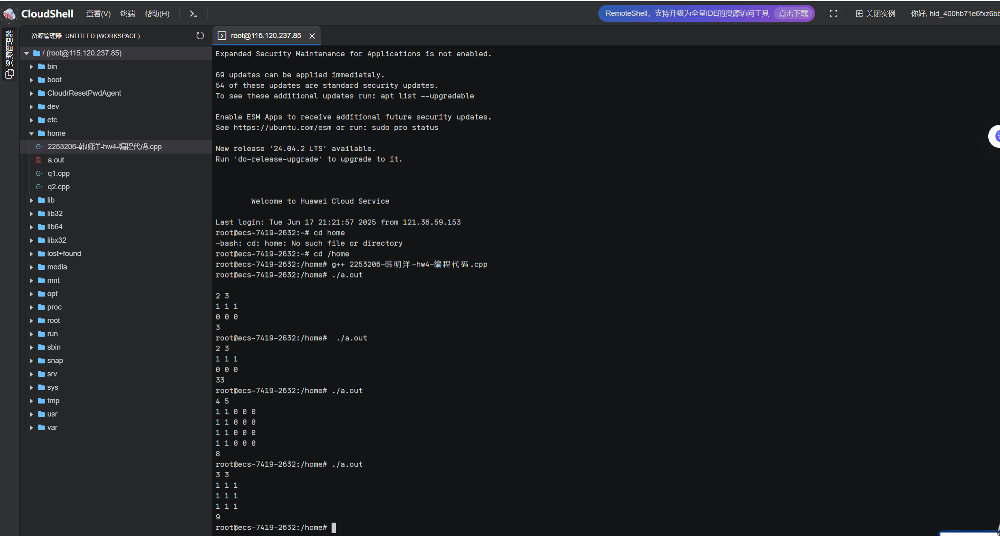 CloudShell 查看(V) 终端 帮助(H) RemoteShell，支持升级为全量IDE的资源访问工具 点击下载 关闭实例 你好, hid_400hb71e6fxz6bb
资源管理器
资源管理器: UNTITLED (WORKSPACE)
/ (root@115.120.237.85)
bin
boot
CloudrResetPwdAgent
dev
etc
home
2253206-韩明洋-hw4-编程代码.cpp
a.out
q1.cpp
q2.cpp
lib
lib32
lib64
libx32
lost+found
media
mnt
opt
proc
root
run
sbin
snap
srv
sys
tmp
usr
var
root@115.120.237.85
Expanded Security Maintenance for Applications is not enabled.
69 updates can be applied immediately.
54 of these updates are standard security updates.
To see these additional updates run: apt list --upgradable
Enable ESM Apps to receive additional future security updates.
See https://ubuntu.com/esm or run: sudo pro status
New release '24.04.2 LTS' available.
Run 'do-release-upgrade' to upgrade to it.
Welcome to Huawei Cloud Service
Last login: Tue Jun 17 21:21:57 2025 from 121.36.59.153
root@ecs-7419-2632:~# cd home
-bash: cd: home: No such file or directory
root@ecs-7419-2632:~# cd /home
root@ecs-7419-2632:/home# g++ 2253206-韩明洋-hw4-编程代码.cpp
root@ecs-7419-2632:/home# ./a.out
2 3
1 1 1
0 0 0
3
root@ecs-7419-2632:/home#  ./a.out
2 3
1 1 1
0 0 0
33
root@ecs-7419-2632:/home# ./a.out
4 5
1 1 0 0 0
1 1 0 0 0
1 1 0 0 0
1 1 0 0 0
8
root@ecs-7419-2632:/home# ./a.out
3 3
1 1 1
1 1 1
1 1 1
9
root@ecs-7419-2632:/home#